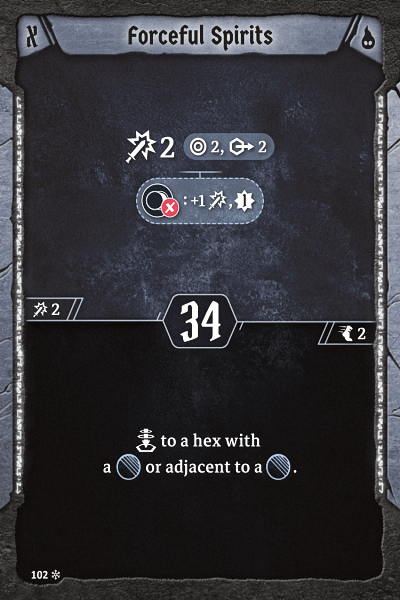 X
Forceful Spirits
2 2, 2
: +1 ,
34
2
2
to a hex with
a or adjacent to a .
102